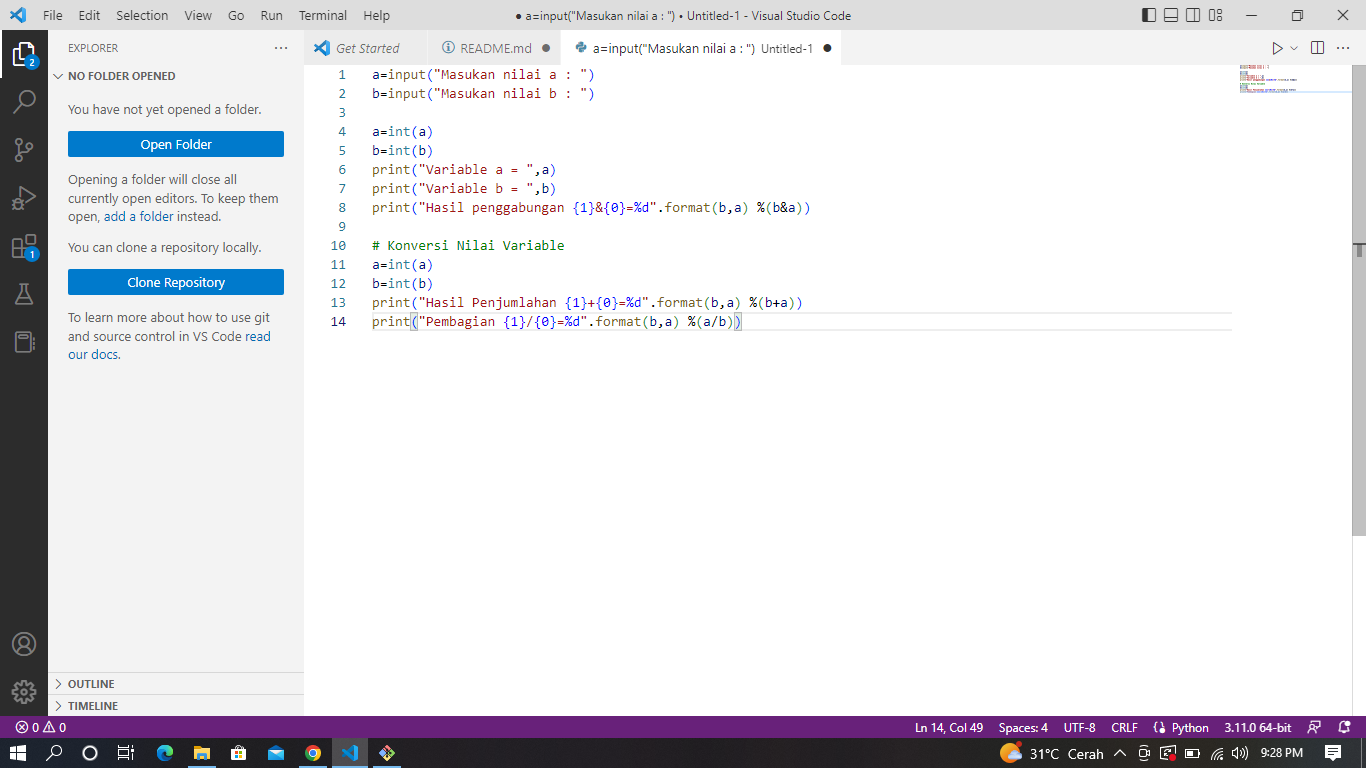 File Edit Selection View Go Run Terminal Help ● a=input("Masukan nilai a : ") • Untitled-1 - Visual Studio Code
EXPLORER ···
Get Started README.md ● a=input("Masukan nilai a : ") Untitled-1 ●
2
NO FOLDER OPENED
You have not yet opened a folder.
Open Folder
Opening a folder will close all
currently open editors. To keep them
open, add a folder instead.
You can clone a repository locally.
1
Clone Repository
To learn more about how to use git
and source control in VS Code read
our docs.
OUTLINE
TIMELINE
1 a=input("Masukan nilai a : ")
2 b=input("Masukan nilai b : ")
3
4 a=int(a)
5 b=int(b)
6 print("Variable a = ",a)
7 print("Variable b = ",b)
8 print("Hasil penggabungan {1}&{0}=%d".format(b,a) %(b&a))
9
10 # Konversi Nilai Variable
11 a=int(a)
12 b=int(b)
13 print("Hasil Penjumlahan {1}+{0}=%d".format(b,a) %(b+a))
14 print("Pembagian {1}/{0}=%d".format(b,a) %(a/b))
0 0 Ln 14, Col 49 Spaces: 4 UTF-8 CRLF Python 3.11.0 64-bit
31°C Cerah 9:28 PM